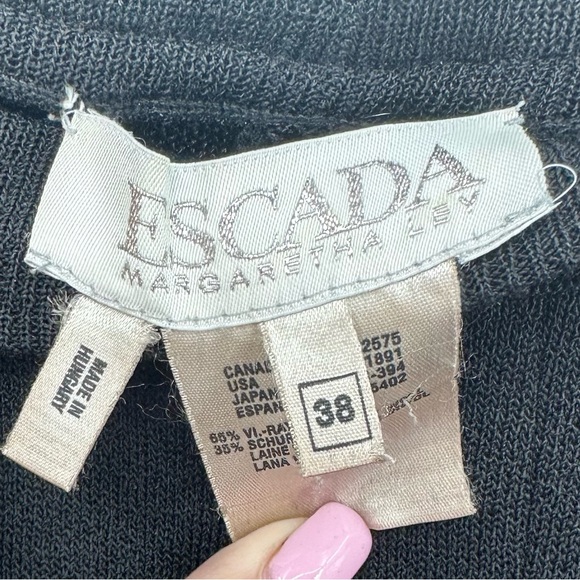 ESCADA
MARGARETHA LEY
MADE IN
HUNGARY
38
CANA 2575
USA 1891
JAPAN -394
ESPAN 5402
65% VI.-RA
35% SCHUR
LAINE
LANA